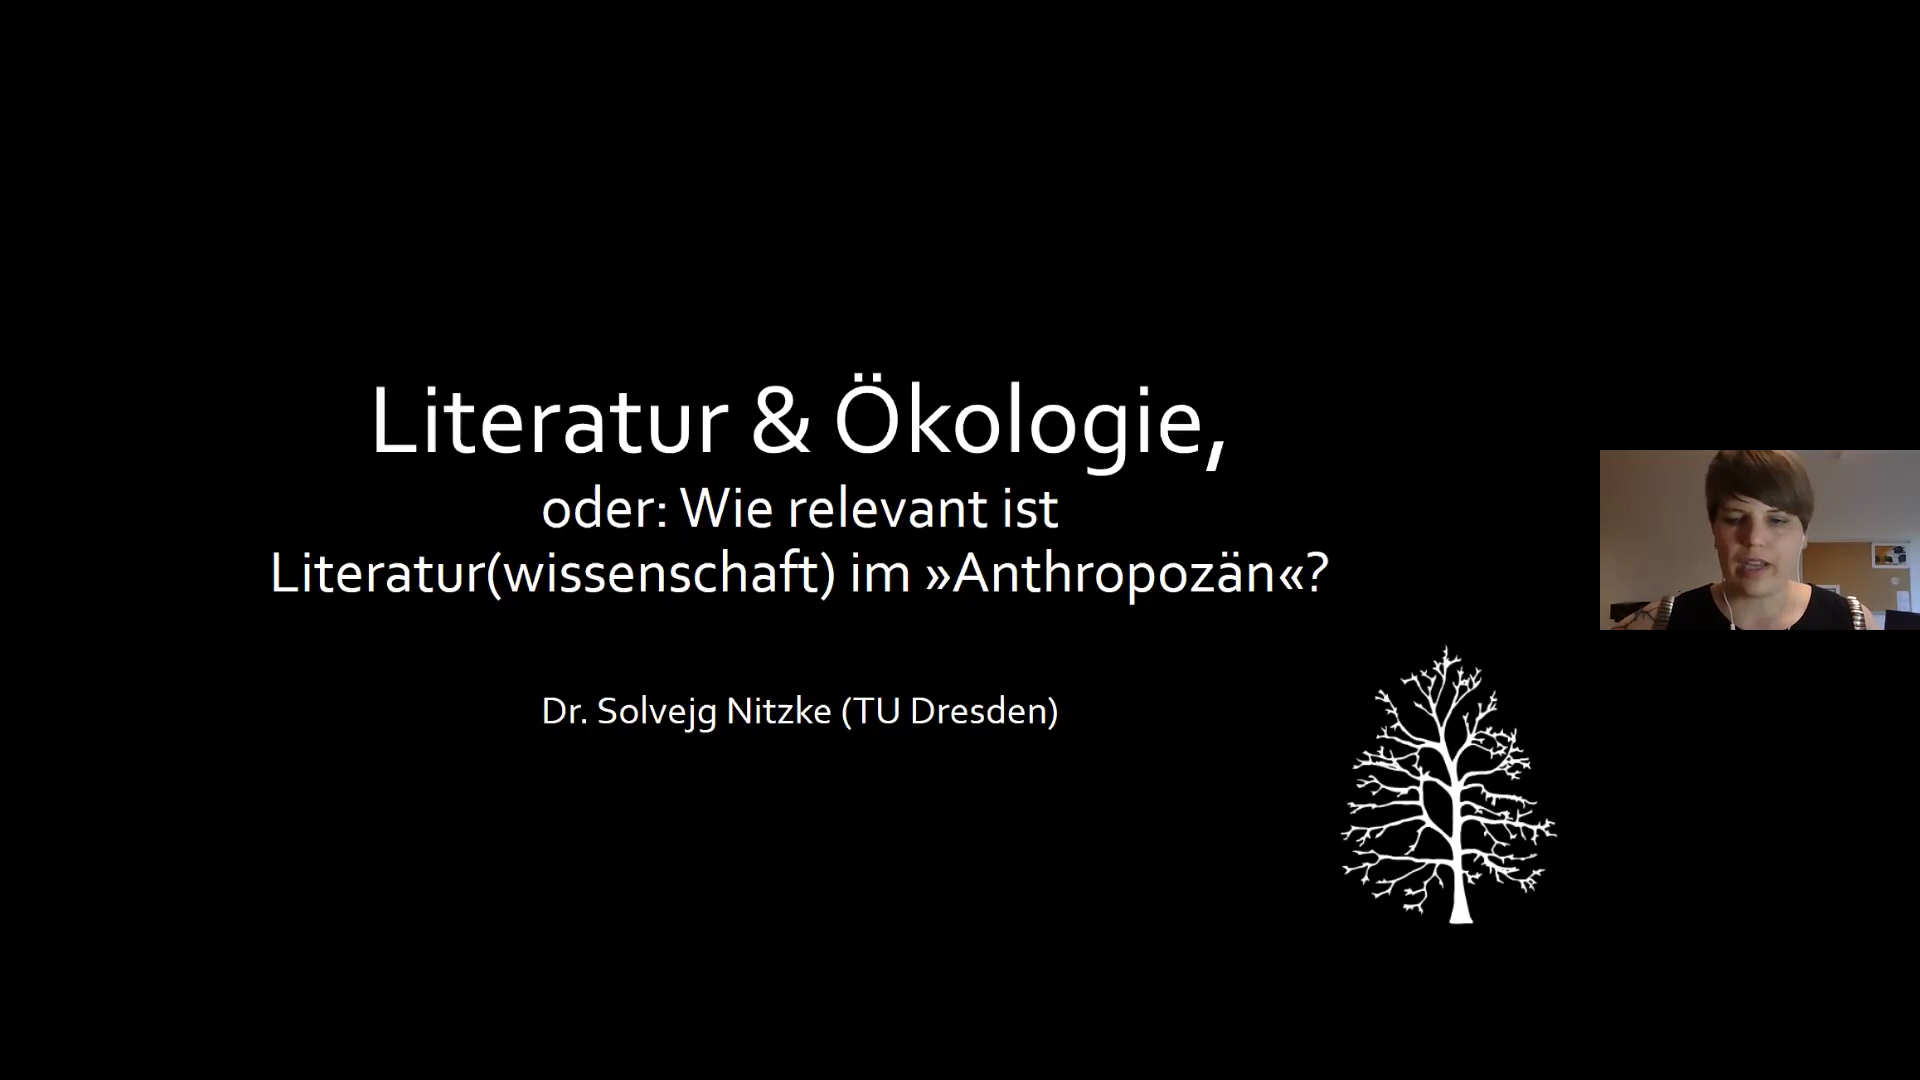 Literatur & Ökologie,
oder: Wie relevant ist
Literatur(wissenschaft) im »Anthropozän«?
Dr. Solvejg Nitzke (TU Dresden)